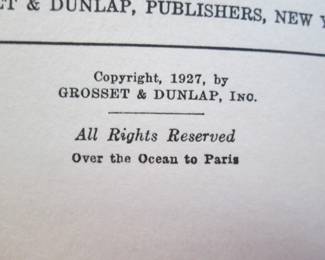 & DUNLAP, PUBLISHERS, NEW
Copyright, 1927, by
GROSSET & DUNLAP, INC.
All Rights Reserved
Over the Ocean to Paris